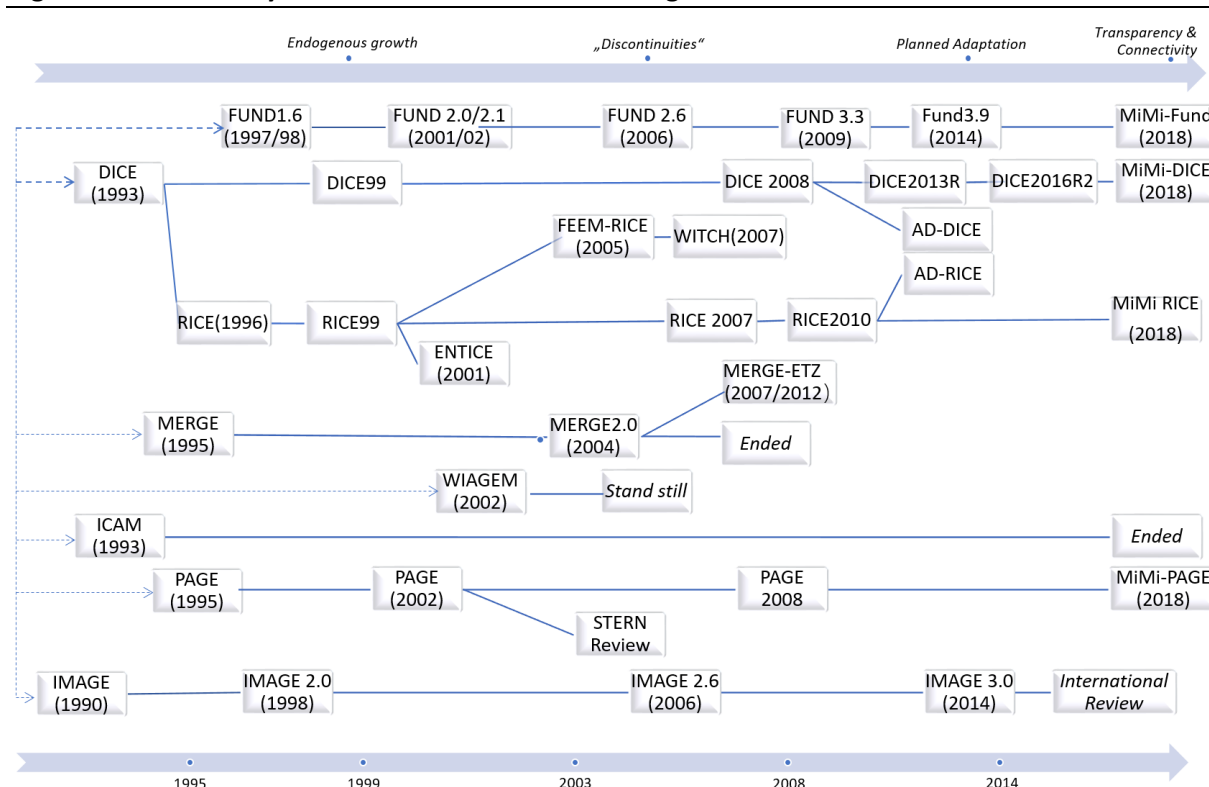 Endogenous growth
„Discontinuities“
Planned Adaptation
Transparency &
Connectivity
FUND1.6
(1997/98)
FUND 2.0/2.1
(2001/02)
FUND 2.6
(2006)
FUND 3.3
(2009)
Fund3.9
(2014)
MiMi-Fund
(2018)
DICE
(1993)
DICE99
DICE 2008
DICE2013R
DICE2016R2
MiMi-DICE
(2018)
FEEM-RICE
(2005)
WITCH(2007)
AD-DICE
AD-RICE
RICE(1996)
RICE99
RICE 2007
RICE2010
MiMi RICE
(2018)
ENTICE
(2001)
MERGE-ETZ
(2007/2012)
MERGE
(1995)
MERGE2.0
(2004)
Ended
WIAGEM
(2002)
Stand still
ICAM
(1993)
Ended
PAGE
(1995)
PAGE
(2002)
PAGE
2008
MiMi-PAGE
(2018)
STERN
Review
IMAGE
(1990)
IMAGE 2.0
(1998)
IMAGE 2.6
(2006)
IMAGE 3.0
(2014)
International
Review
1995
1999
2003
2008
2014